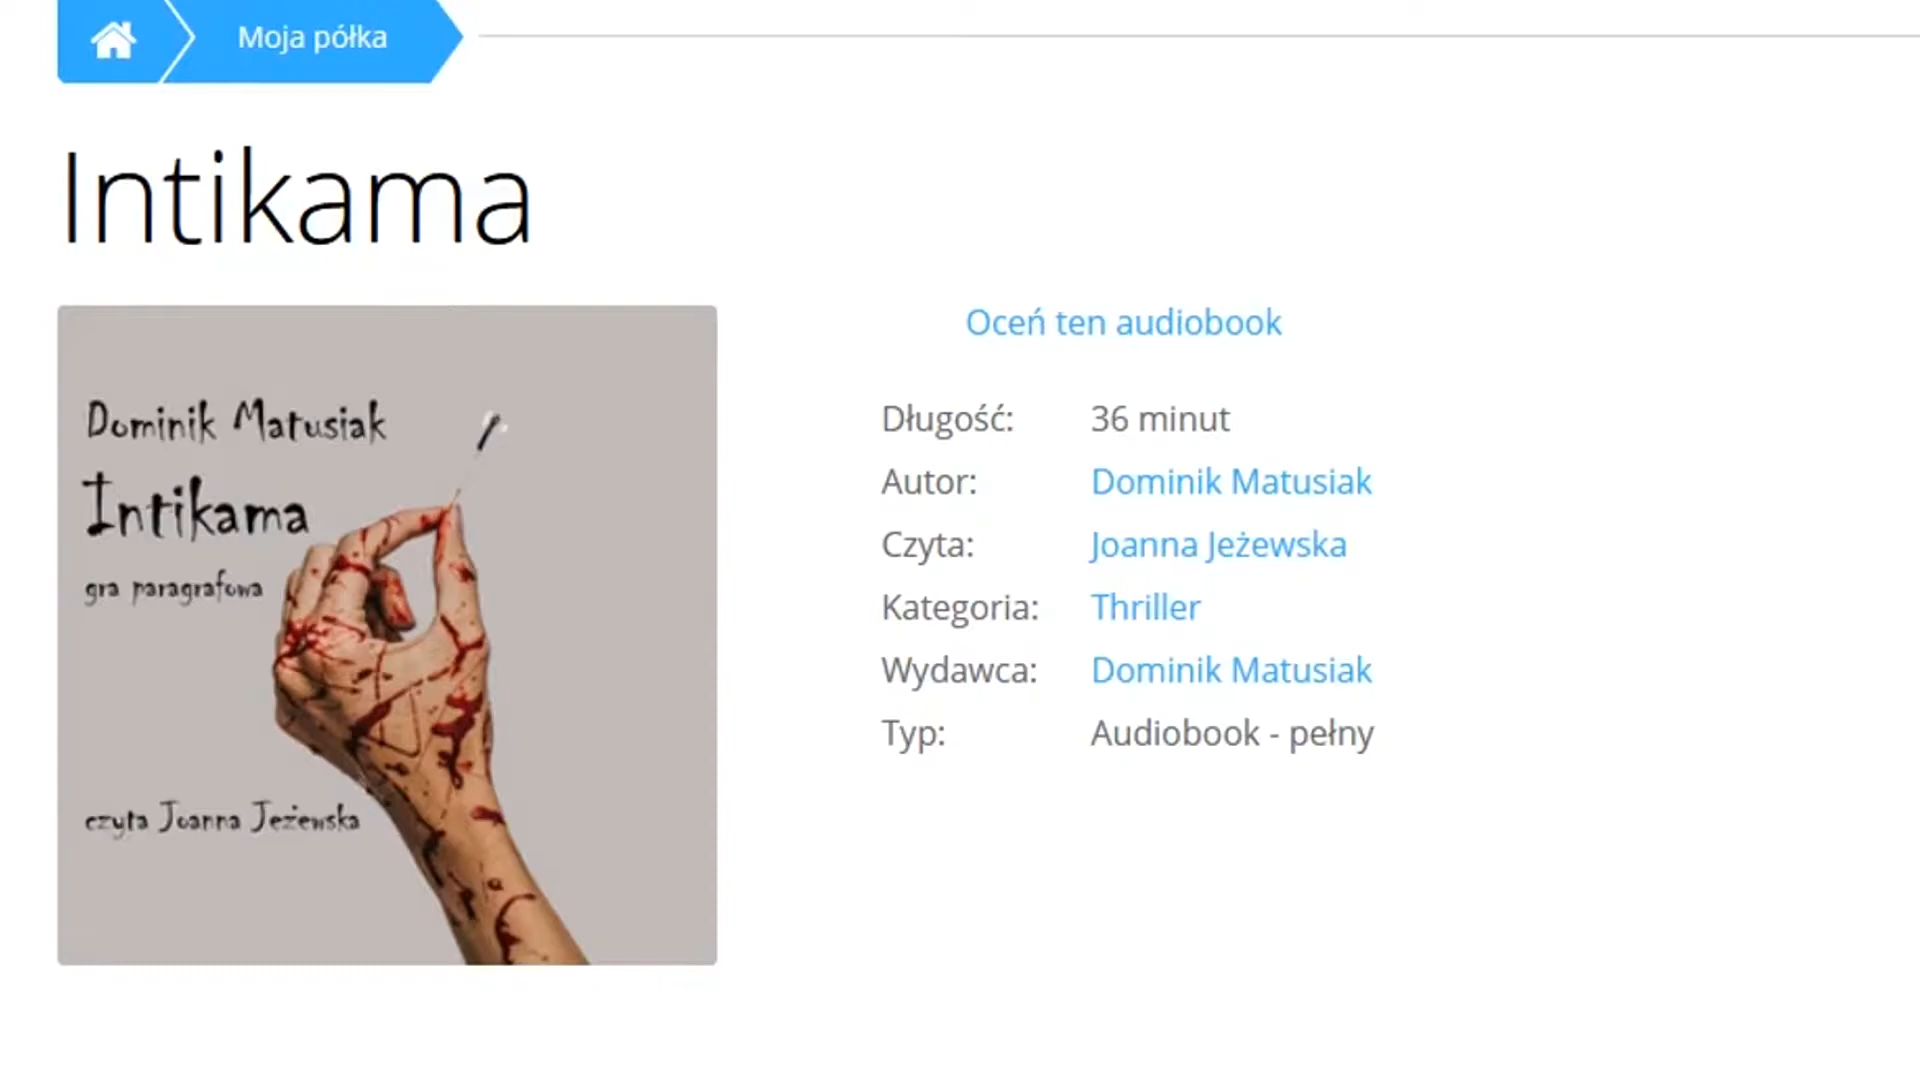 Moja półka
Intikama
Dominik Matusiak
Intikama
gra paragrafowa
czyta Joanna Jeżewska
Oceń ten audiobook
Długość: 36 minut
Autor: Dominik Matusiak
Czyta: Joanna Jeżewska
Kategoria: Thriller
Wydawca: Dominik Matusiak
Typ: Audiobook - pełny